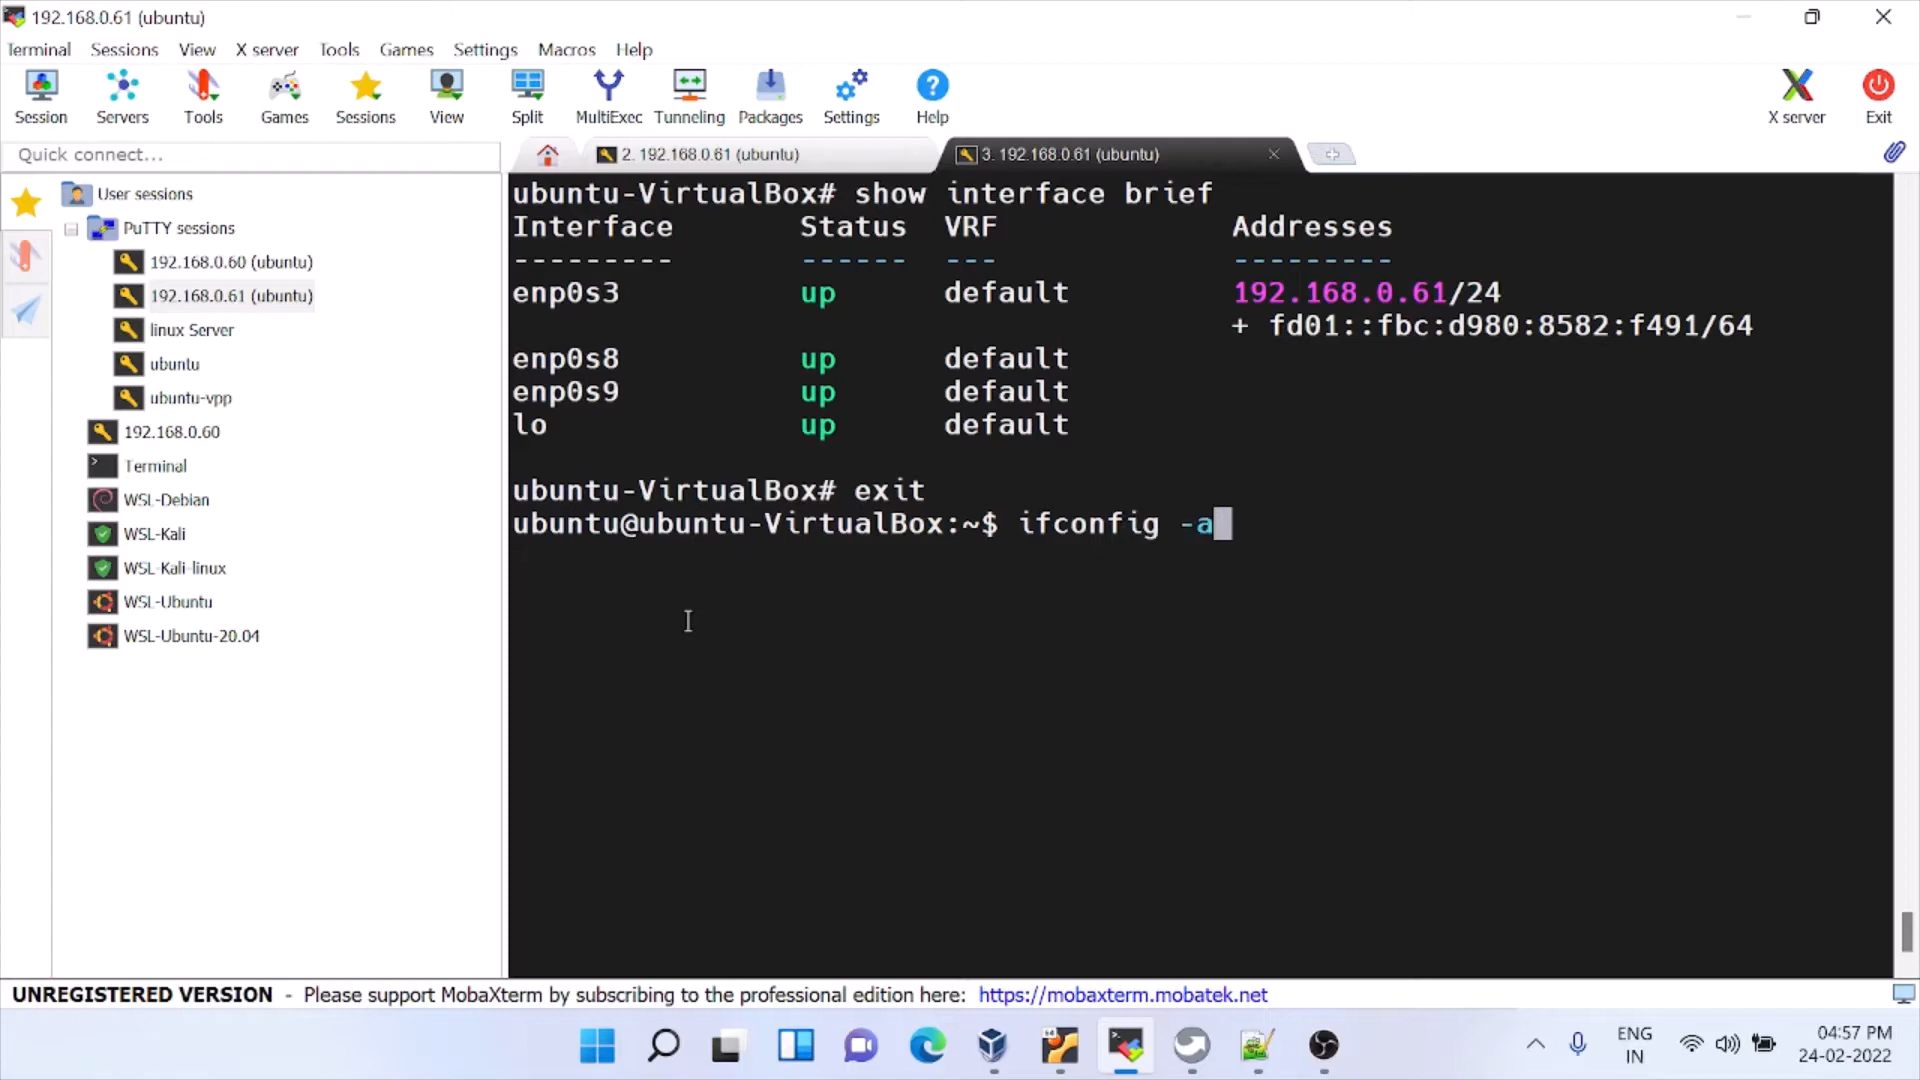 192.168.0.61 (ubuntu)
Terminal Sessions View X server Tools Games Settings Macros Help
Session Servers Tools Games Sessions View Split MultiExec Tunneling Packages Settings Help X server Exit
Quick connect...
2. 192.168.0.61 (ubuntu)
3. 192.168.0.61 (ubuntu)
User sessions
PuTTY sessions
192.168.0.60 (ubuntu)
192.168.0.61 (ubuntu)
linux Server
ubuntu
ubuntu-vpp
192.168.0.60
Terminal
WSL-Debian
WSL-Kali
WSL-Kali-linux
WSL-Ubuntu
WSL-Ubuntu-20.04
ubuntu-VirtualBox# show interface brief
Interface Status VRF Addresses
--------- ------ --- ---------
enp0s3 up default 192.168.0.61/24
+ fd01::fbc:d980:8582:f491/64
enp0s8 up default
enp0s9 up default
lo up default
ubuntu-VirtualBox# exit
ubuntu@ubuntu-VirtualBox:~$ ifconfig -a
UNREGISTERED VERSION - Please support MobaXterm by subscribing to the professional edition here: https://mobaxterm.mobatek.net
ENG
IN
04:57 PM
24-02-2022